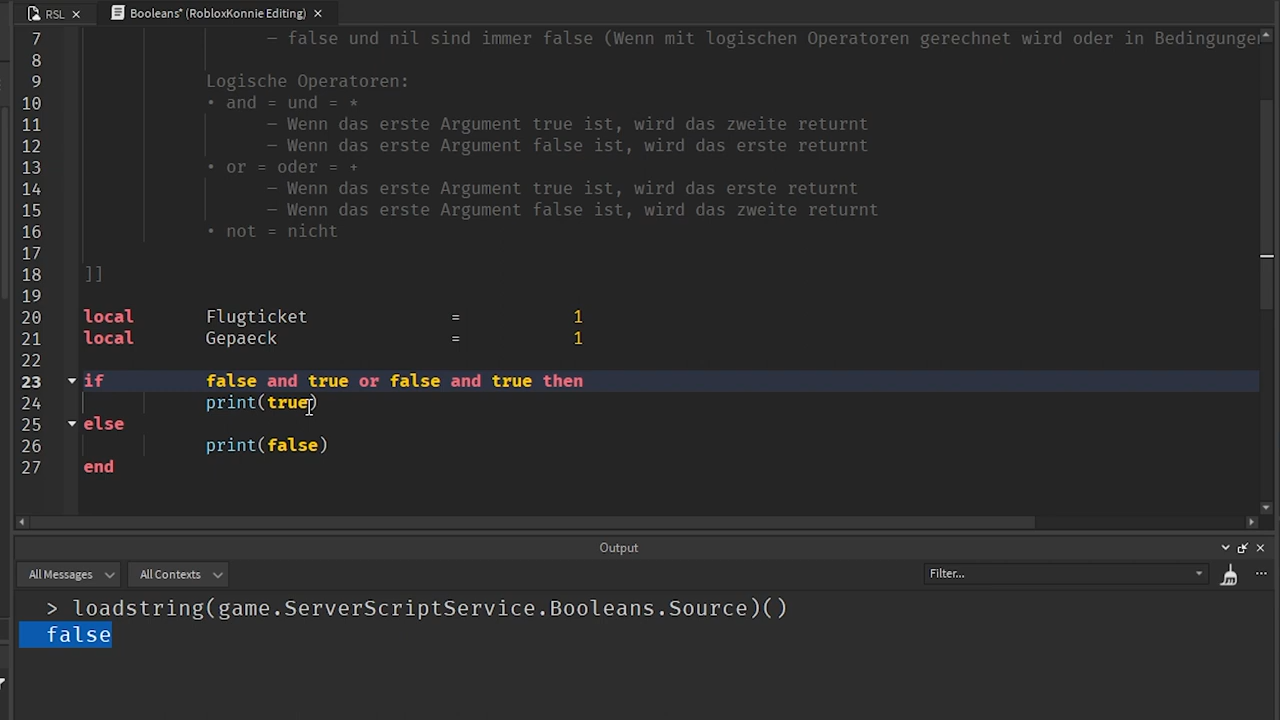 RSL
Booleans* (RobloxKonnie Editing)
7 – false und nil sind immer false (Wenn mit logischen Operatoren gerechnet wird oder in Bedingungen
8
9 Logische Operatoren:
10 • and = und = *
11 – Wenn das erste Argument true ist, wird das zweite returnt
12 – Wenn das erste Argument false ist, wird das erste returnt
13 • or = oder = +
14 – Wenn das erste Argument true ist, wird das erste returnt
15 – Wenn das erste Argument false ist, wird das zweite returnt
16 • not = nicht
17
18 ]]
19
20 local Flugticket = 1
21 local Gepaeck = 1
22
23 if false and true or false and true then
24 print(true)
25 else
26 print(false)
27 end
Output
All Messages All Contexts Filter... ...
> loadstring(game.ServerScriptService.Booleans.Source)()
false